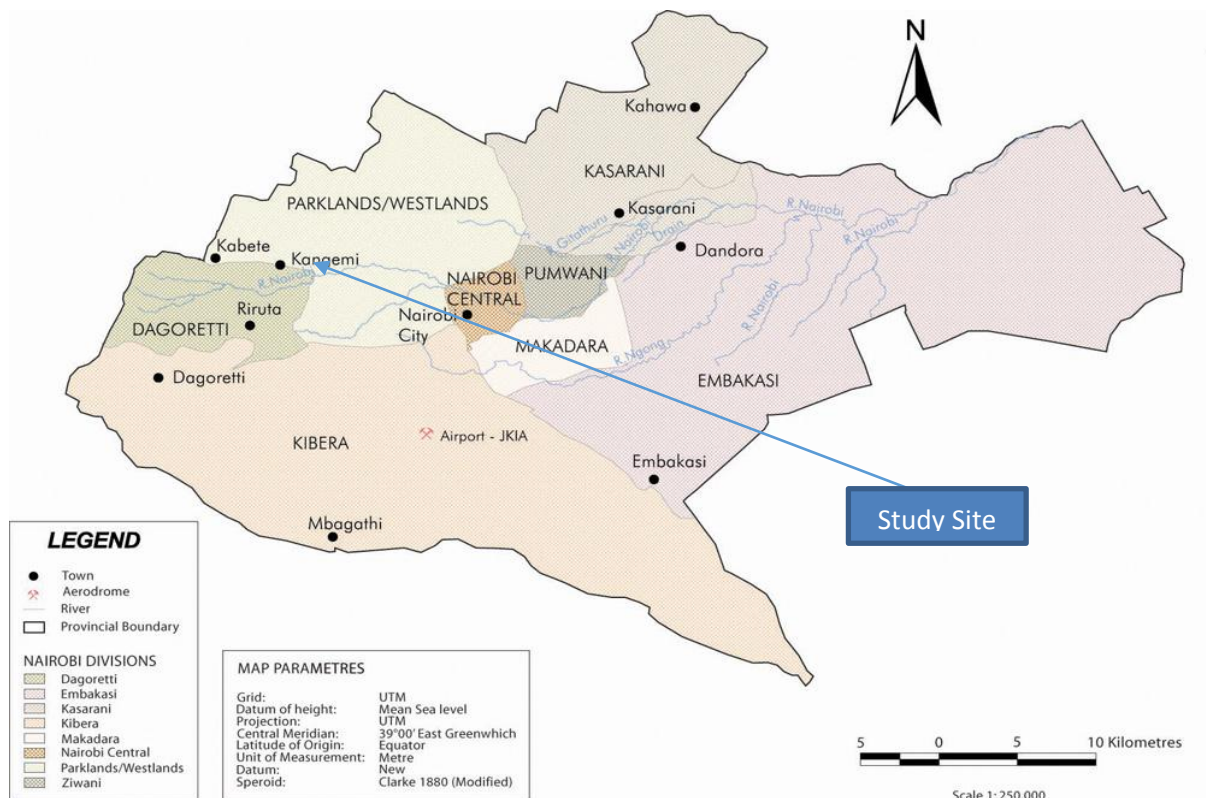 N
Kahawa
KASARANI
PARKLANDS/WESTLANDS
Kasarani
R.Gitathuru
R.Nairobi
Drain
R.Nairobi
R.Nairobi
Dandora
Kabete
Kangemi
R.Nairobi
NAIROBI
CENTRAL
PUMWANI
R.Nairobi
Riruta
DAGORETTI
Nairobi
City
MAKADARA
R.Ngong
Dagoretti
EMBAKASI
KIBERA
Airport - JKIA
Embakasi
Study Site
Mbagathi
LEGEND
Town
Aerodrome
River
Provincial Boundary
NAIROBI DIVISIONS
Dagoretti
Embakasi
Kasarani
Kibera
Makadara
Nairobi Central
Parklands/Westlands
Ziwani
MAP PARAMETRES
Grid: UTM
Datum of height: Mean Sea level
Projection: UTM
Central Meridian: 39°00' East Greenwhich
Latitude of Origin: Equator
Unit of Measurement: Metre
Datum: New
Speroid: Clarke 1880 (Modified)
5 0 5 10 Kilometres
Scale 1: 250,000